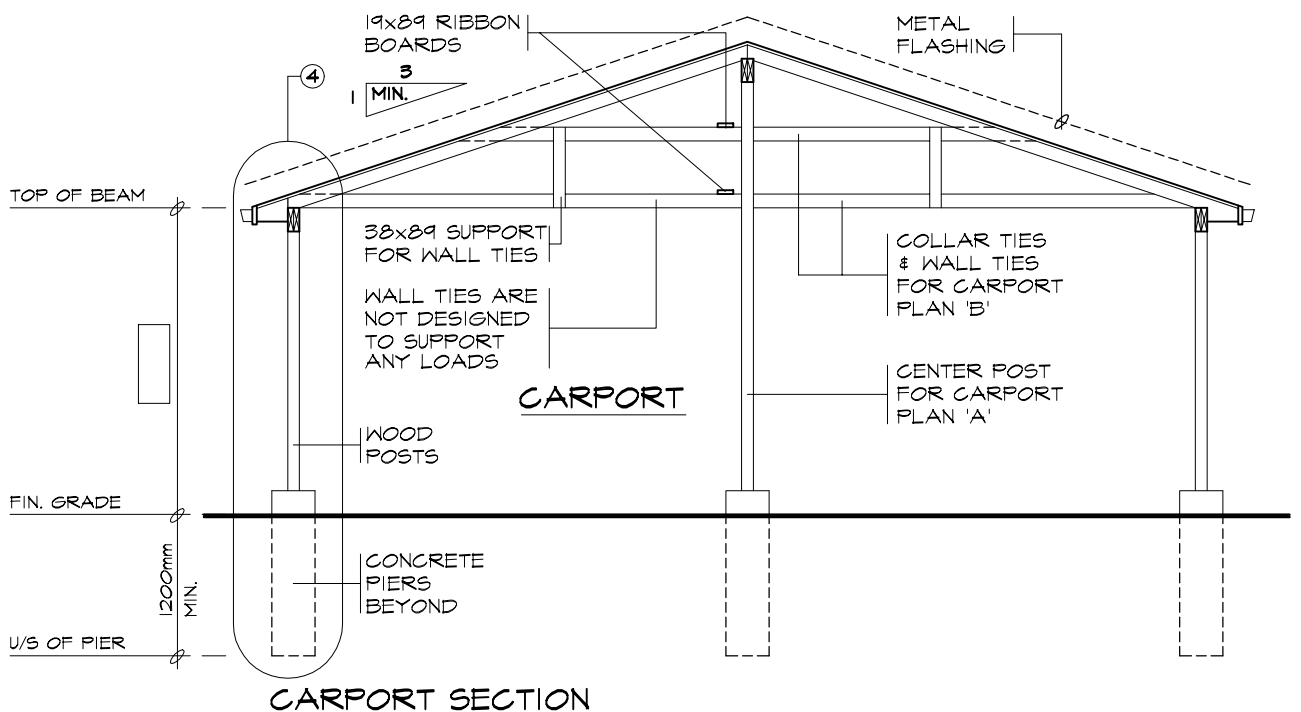 19x89 RIBBON
BOARDS
METAL
FLASHING
4
3
1
MIN.
TOP OF BEAM
38x89 SUPPORT
FOR WALL TIES
WALL TIES ARE
NOT DESIGNED
TO SUPPORT
ANY LOADS
COLLAR TIES
& WALL TIES
FOR CARPORT
PLAN 'B'
CARPORT
CENTER POST
FOR CARPORT
PLAN 'A'
WOOD
POSTS
FIN. GRADE
1200mm
MIN.
CONCRETE
PIERS
BEYOND
U/S OF PIER
CARPORT SECTION